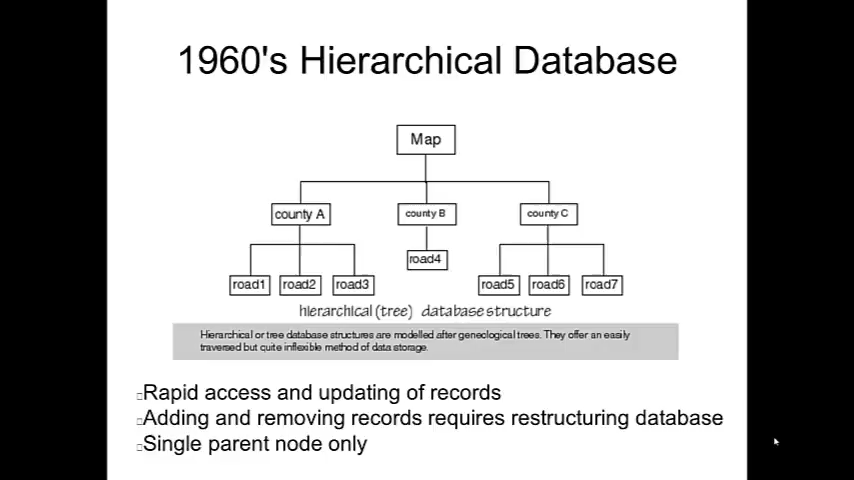 1960's Hierarchical Database
Map
county A county B county C
road4
road1 road2 road3 road5 road6 road7
hierarchical (tree) database structure
Hierarchical or tree database structures are modelled after geneological trees. They offer an easily
traversed but quite inflexible method of data storage.
Rapid access and updating of records
Adding and removing records requires restructuring database
Single parent node only